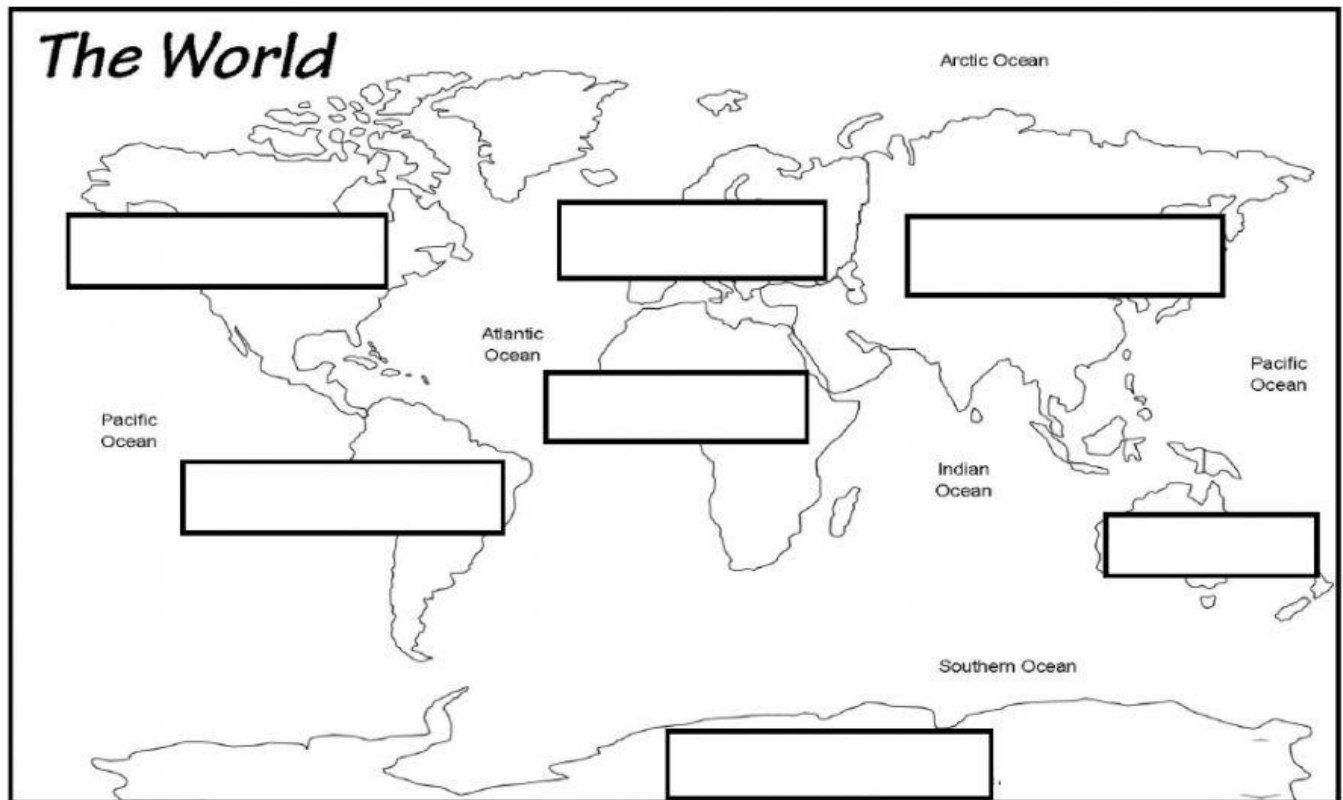 The World
Arctic Ocean
Atlantic
Ocean
Pacific
Ocean
Pacific
Ocean
Indian
Ocean
Southern Ocean